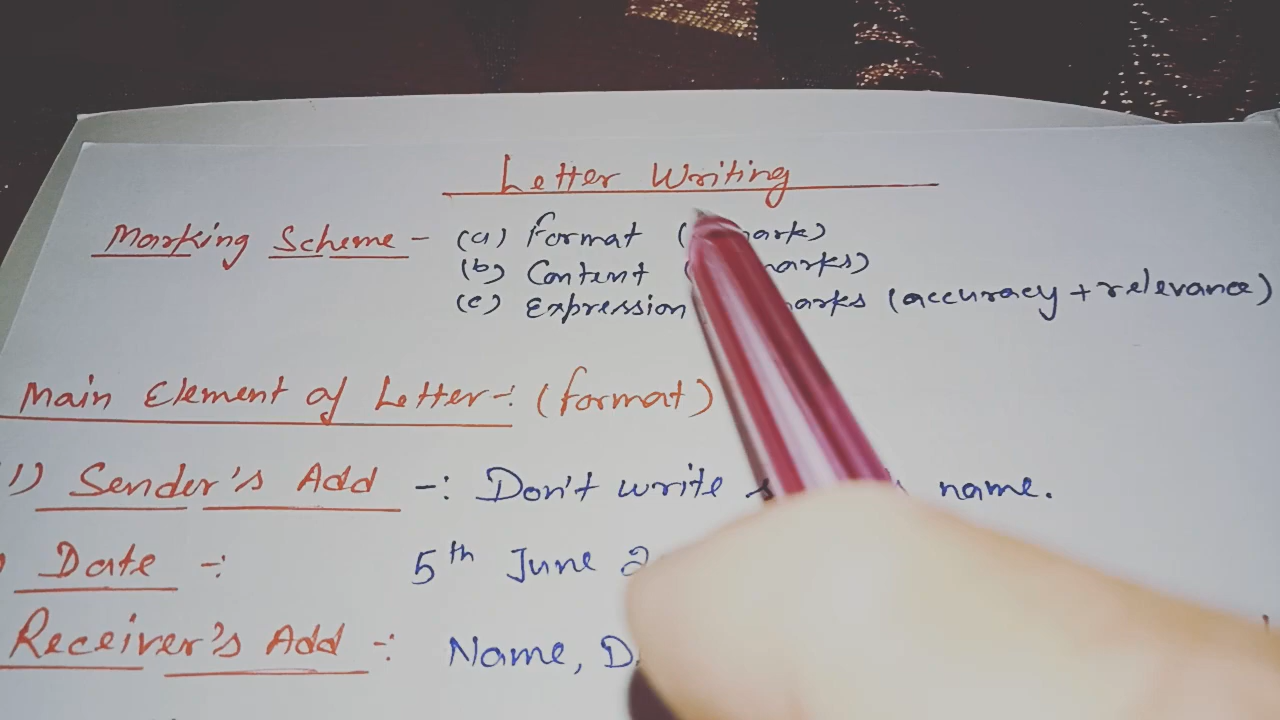 Letter Writing
Marking Scheme - (a) Format (
(b) Content
(c) Expression (accuracy + relevance)
Main Element of Letter -: (format)
1) Sender's Add -: Don't write name.
Date -: 5th June
Receiver's Add -: Name,